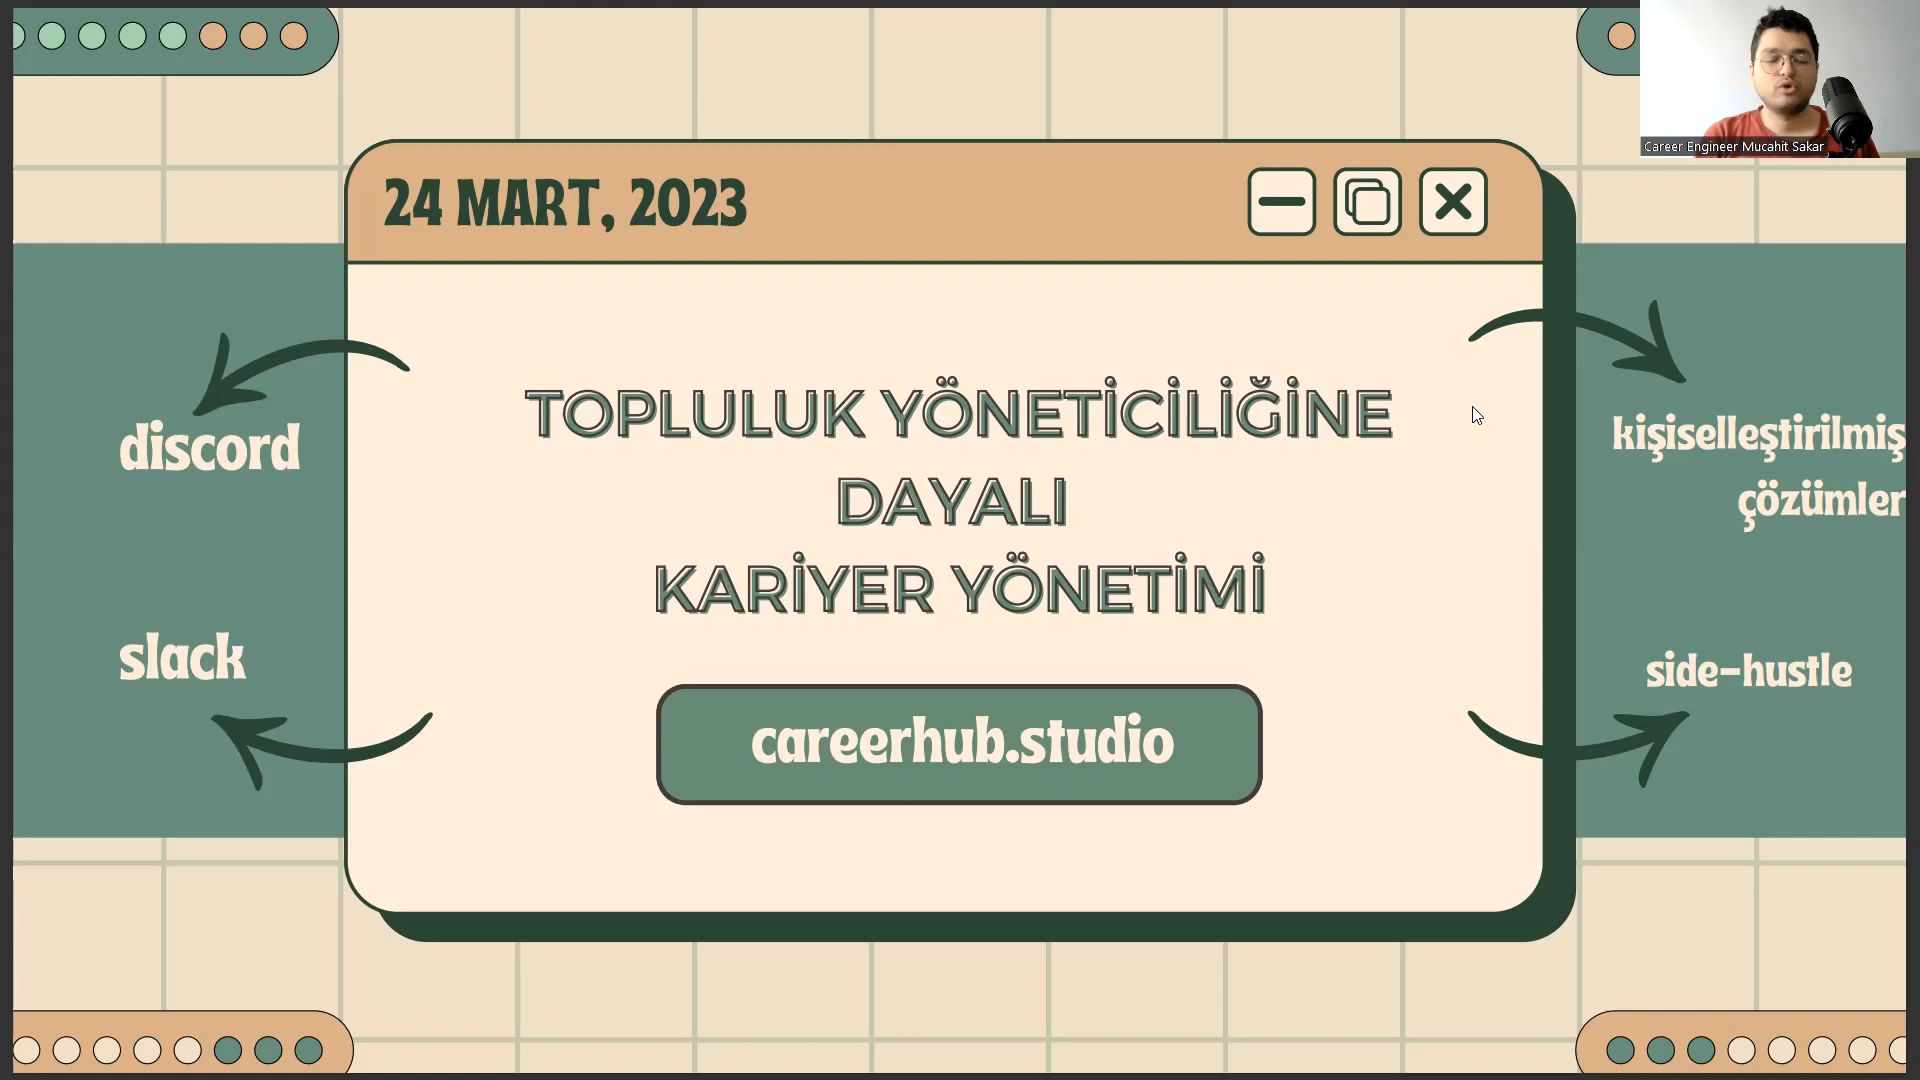 Career Engineer Mucahit Sakar
24 MART, 2023
discord
slack
TOPLULUK YÖNETİCİLİĞİNE
DAYALI
KARİYER YÖNETİMİ
careerhub.studio
kişiselleştirilmiş
çözümler
side-hustle